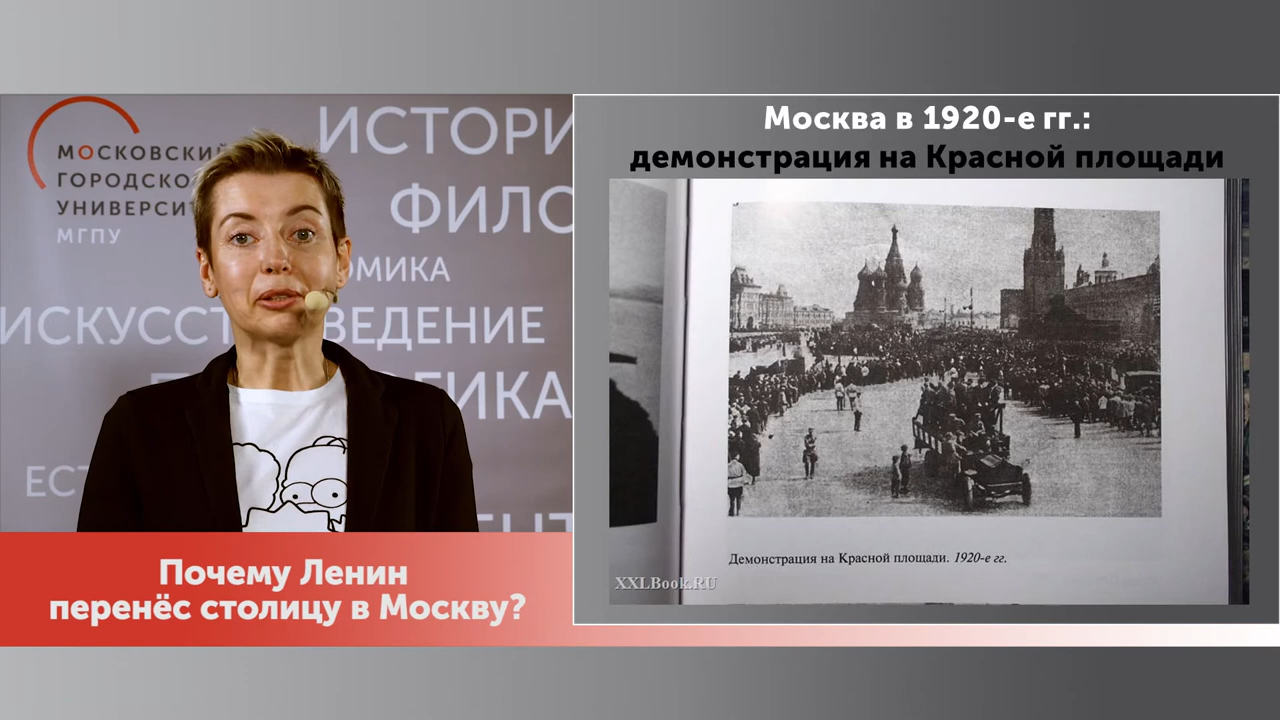 МОСКОВСКИЙ
ГОРОДСКО
УНИВЕРСИ
МГПУ
ИСТОРИ
ФИЛО
ОМИКА
ИСКУССТ ВЕДЕНИЕ
ГИКА
ЕСТ
ЕНТ
Почему Ленин
перенёс столицу в Москву?
Москва в 1920-е гг.:
демонстрация на Красной площади
Демонстрация на Красной площади. 1920-е гг.
XXLBook.RU